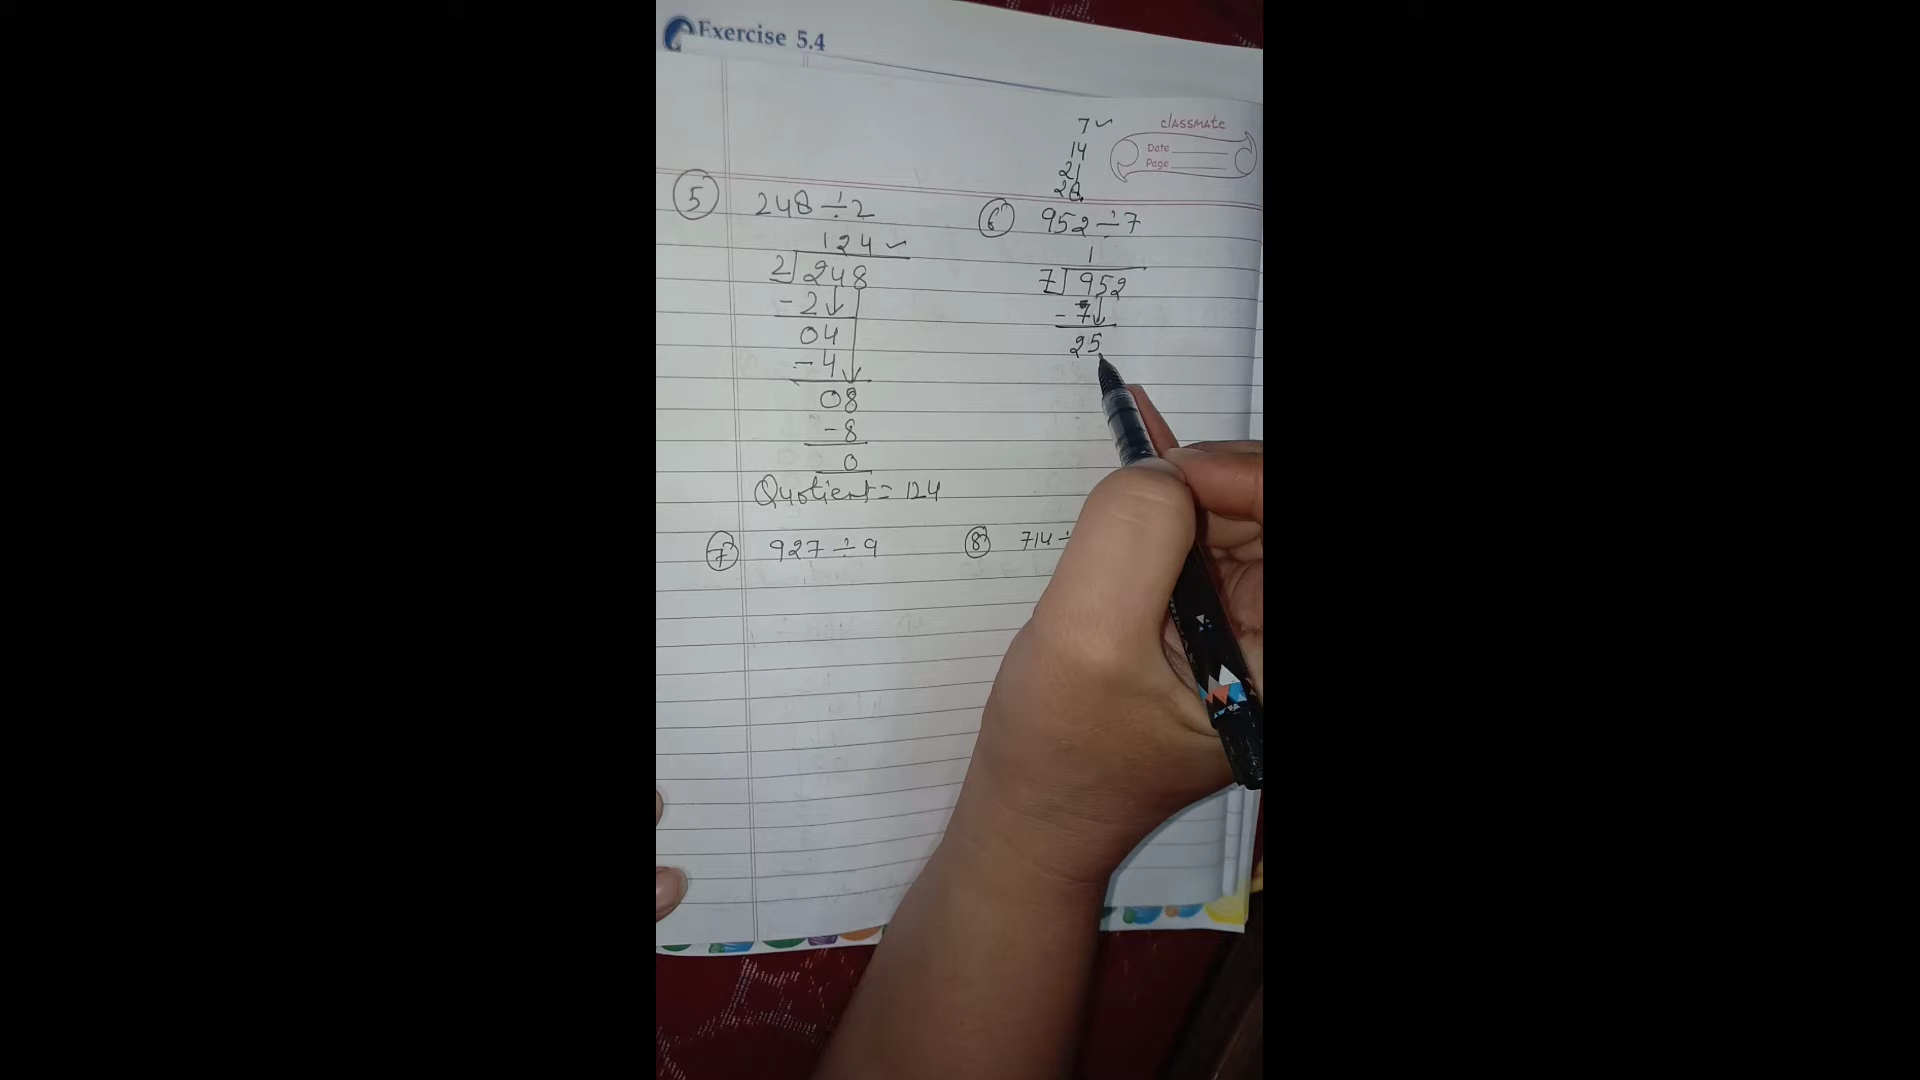 Exercise 5.4
classmate
Date
Page
7 ✓
14
21
28
5 248 ÷ 2
124 ✓
2 248
- 2 ↓
04
- 4 ↓
08
- 8
0
Quotient = 124
6 952 ÷ 7
1
7 952
- 7 ↓
25
7 927 ÷ 9
8 714 ÷